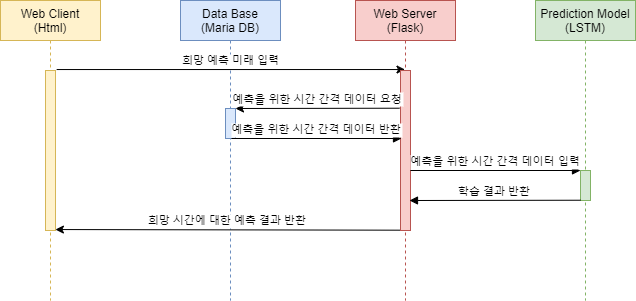 Web Client
(Html)
Data Base
(Maria DB)
Web Server
(Flask)
Prediction Model
(LSTM)
희망 예측 미래 입력
예측을 위한 시간 간격 데이터 요청
예측을 위한 시간 간격 데이터 반환
예측을 위한 시간 간격 데이터 입력
학습 결과 반환
희망 시간에 대한 예측 결과 반환